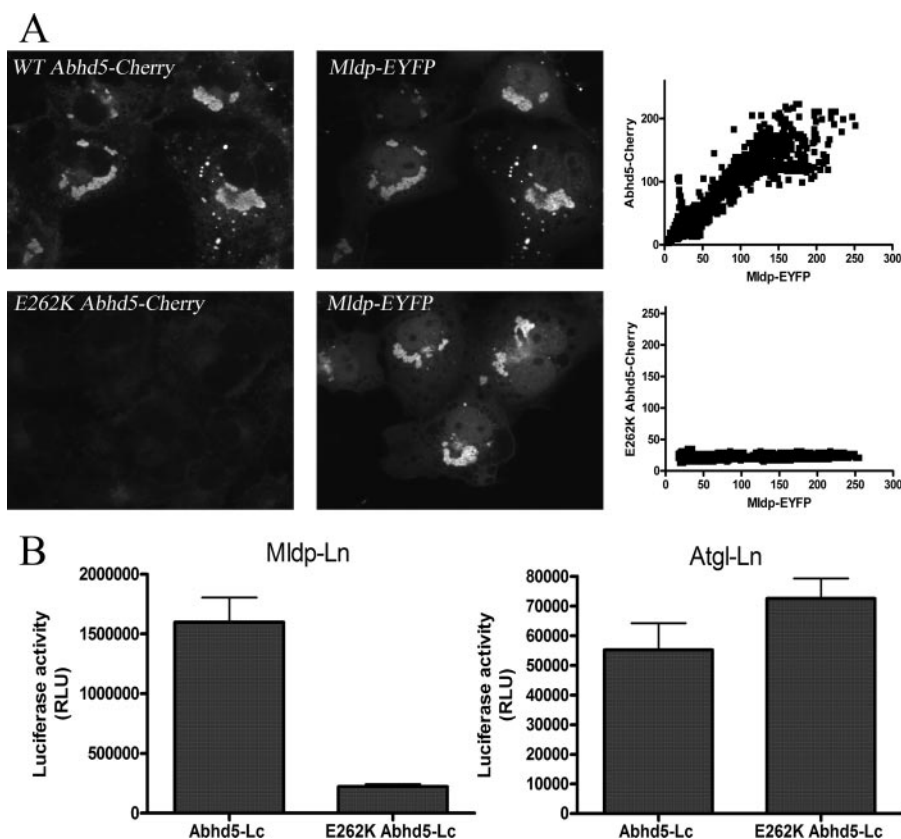 A
WT Abhd5-Cherry
Mldp-EYFP
Abhd5-Cherry
200
100
0
0 50 100 150 200 250 300
Mldp-EYFP
E262K Abhd5-Cherry
Mldp-EYFP
E262K Abhd5-Cherry
250
200
150
100
50
0
0 50 100 150 200 250 300
Mldp-EYFP
B
Mldp-Ln
Luciferase activity
(RLU)
2000000
1500000
1000000
500000
0
Abhd5-Lc E262K Abhd5-Lc
Atgl-Ln
Luciferase activity
(RLU)
80000
70000
60000
50000
40000
30000
20000
10000
0
Abhd5-Lc E262K Abhd5-Lc